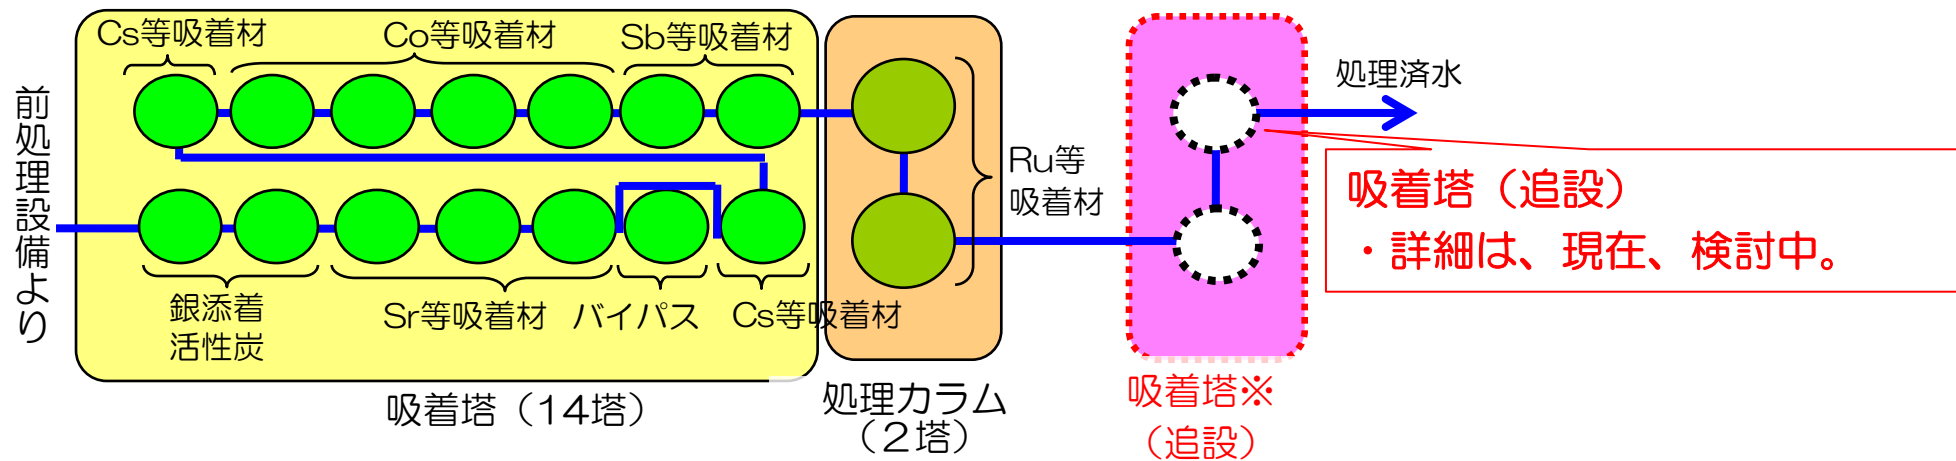 前処理設備より
Cs等吸着材
Co等吸着材
Sb等吸着材
銀添着
活性炭
Sr等吸着材
バイパス
Cs等吸着材
吸着塔（14塔）
Ru等
吸着材
処理カラム
（２塔）
処理済水
吸着塔（追設）
・詳細は、現在、検討中。
吸着塔※
（追設）